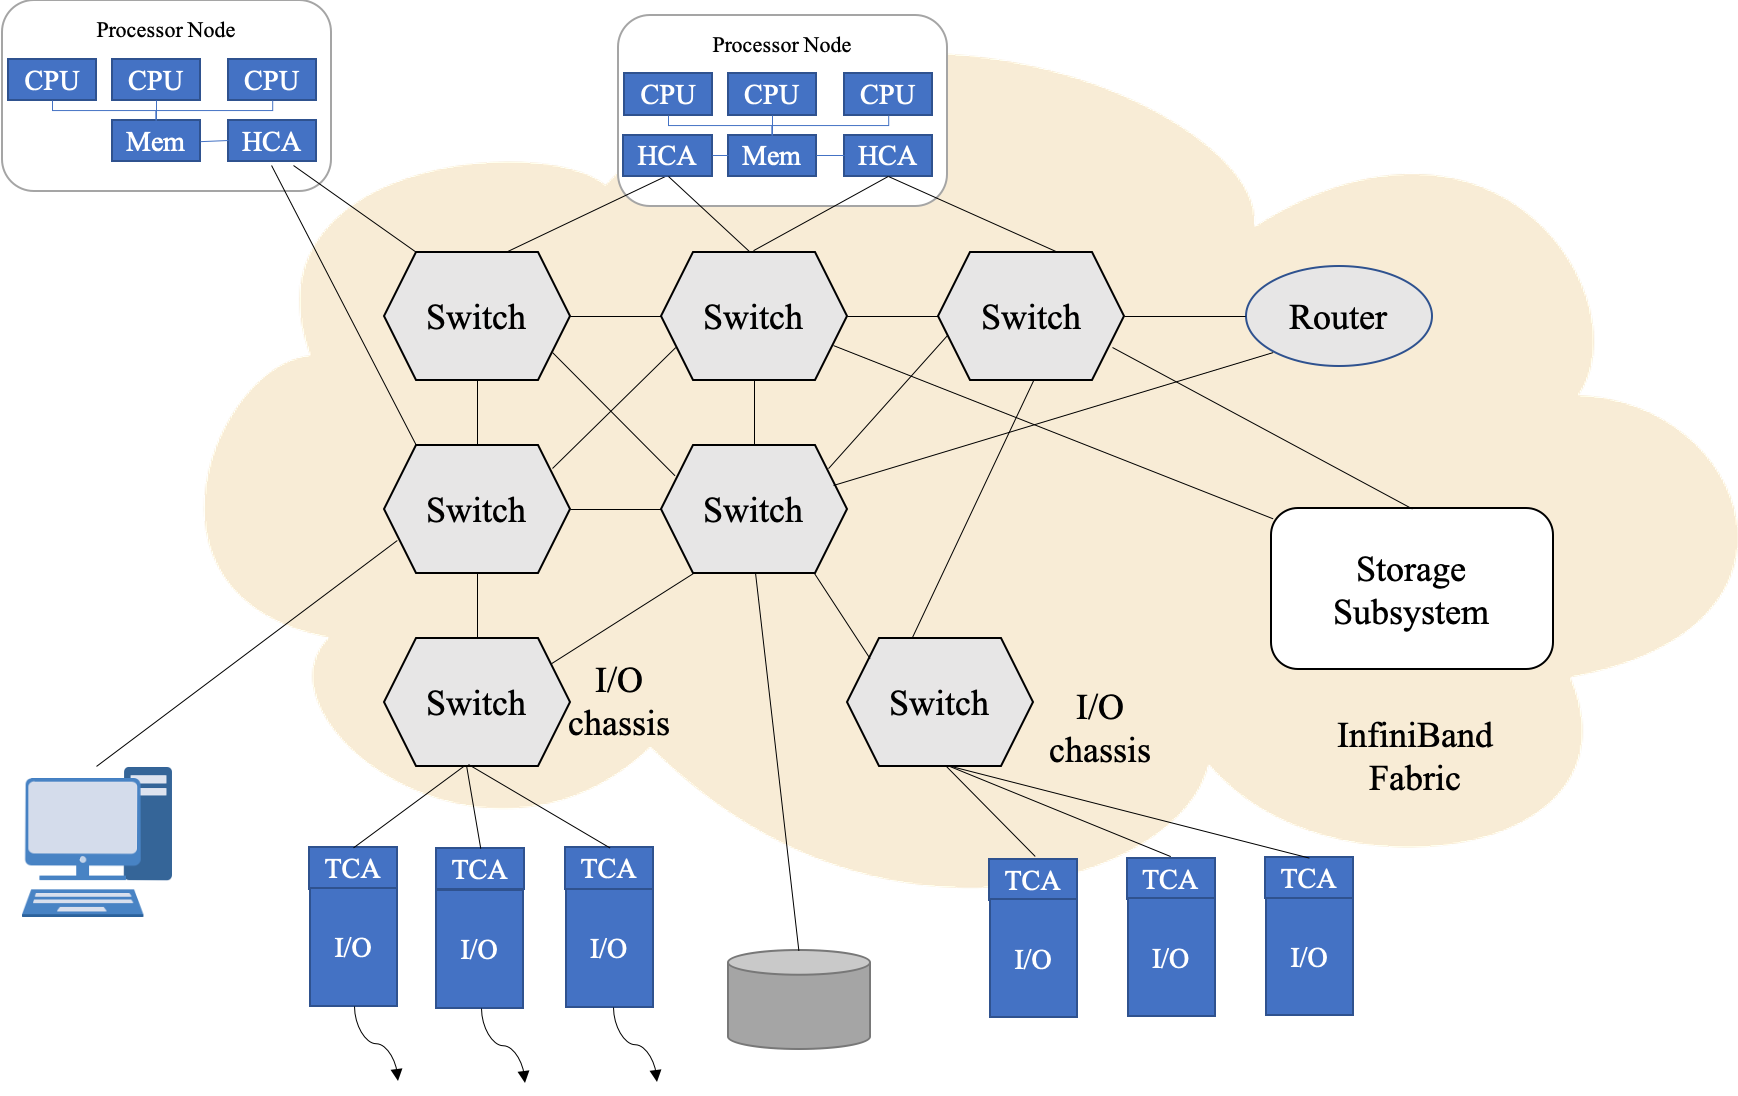 Processor Node
CPU
CPU
CPU
Mem
HCA
Processor Node
CPU
CPU
CPU
HCA
Mem
HCA
Switch
Switch
Switch
Router
Switch
Switch
Storage
Subsystem
Switch
I/O
chassis
Switch
I/O
chassis
InfiniBand
Fabric
TCA
I/O
TCA
I/O
TCA
I/O
TCA
I/O
TCA
I/O
TCA
I/O